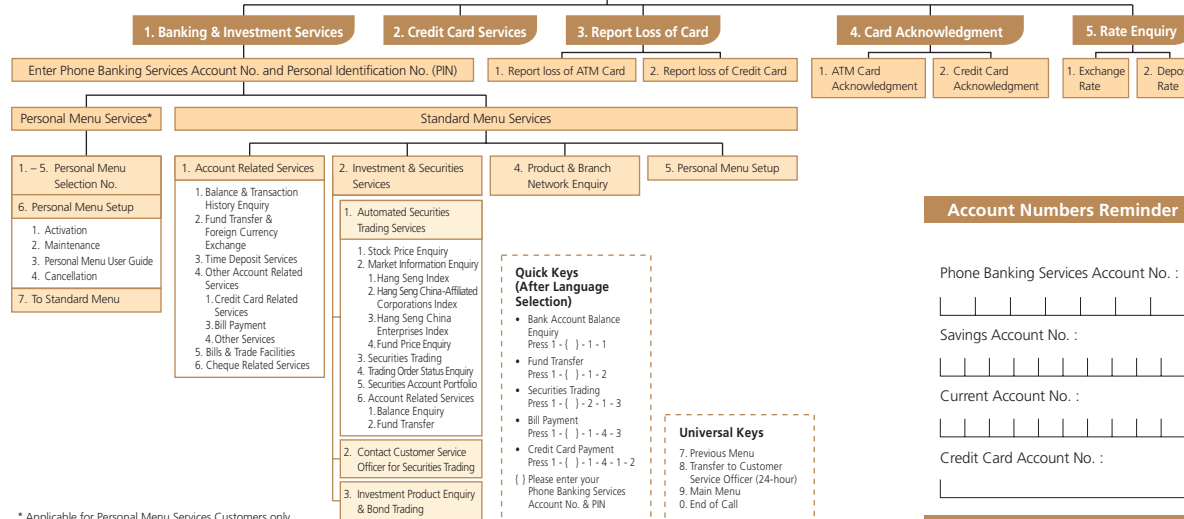 1. Banking & Investment Services
2. Credit Card Services
3. Report Loss of Card
4. Card Acknowledgment
5. Rate Enquiry
Enter Phone Banking Services Account No. and Personal Identification No. (PIN)
1. Report loss of ATM Card
2. Report loss of Credit Card
1. ATM Card
Acknowledgment
2. Credit Card
Acknowledgment
1. Exchange
Rate
2. Depos
Rate
Personal Menu Services*
Standard Menu Services
1. – 5. Personal Menu
Selection No.
6. Personal Menu Setup
1. Activation
2. Maintenance
3. Personal Menu User Guide
4. Cancellation
7. To Standard Menu
1. Account Related Services
1. Balance & Transaction
History Enquiry
2. Fund Transfer &
Foreign Currency
Exchange
3. Time Deposit Services
4. Other Account Related
Services
1. Credit Card Related
Services
3. Bill Payment
4. Other Services
5. Bills & Trade Facilities
6. Cheque Related Services
2. Investment & Securities
Services
1. Automated Securities
Trading Services
1. Stock Price Enquiry
2. Market Information Enquiry
1. Hang Seng Index
2. Hang Seng China-Affiliated
Corporations Index
3. Hang Seng China
Enterprises Index
4. Fund Price Enquiry
3. Securities Trading
4. Trading Order Status Enquiry
5. Securities Account Portfolio
6. Account Related Services
1. Balance Enquiry
2. Fund Transfer
2. Contact Customer Service
Officer for Securities Trading
3. Investment Product Enquiry
& Bond Trading
4. Product & Branch
Network Enquiry
5. Personal Menu Setup
Quick Keys
(After Language
Selection)
• Bank Account Balance
Enquiry
Press 1 - { } - 1 - 1
• Fund Transfer
Press 1 - { } - 1 - 2
• Securities Trading
Press 1 - { } - 2 - 1 - 3
• Bill Payment
Press 1 - { } - 1 - 4 - 3
• Credit Card Payment
Press 1 - { } - 1 - 4 - 1 - 2
{ } Please enter your
Phone Banking Services
Account No. & PIN
Universal Keys
7. Previous Menu
8. Transfer to Customer
Service Officer (24-hour)
9. Main Menu
0. End of Call
Account Numbers Reminder
Phone Banking Services Account No. :
Savings Account No. :
Current Account No. :
Credit Card Account No. :
* Applicable for Personal Menu Services Customers only